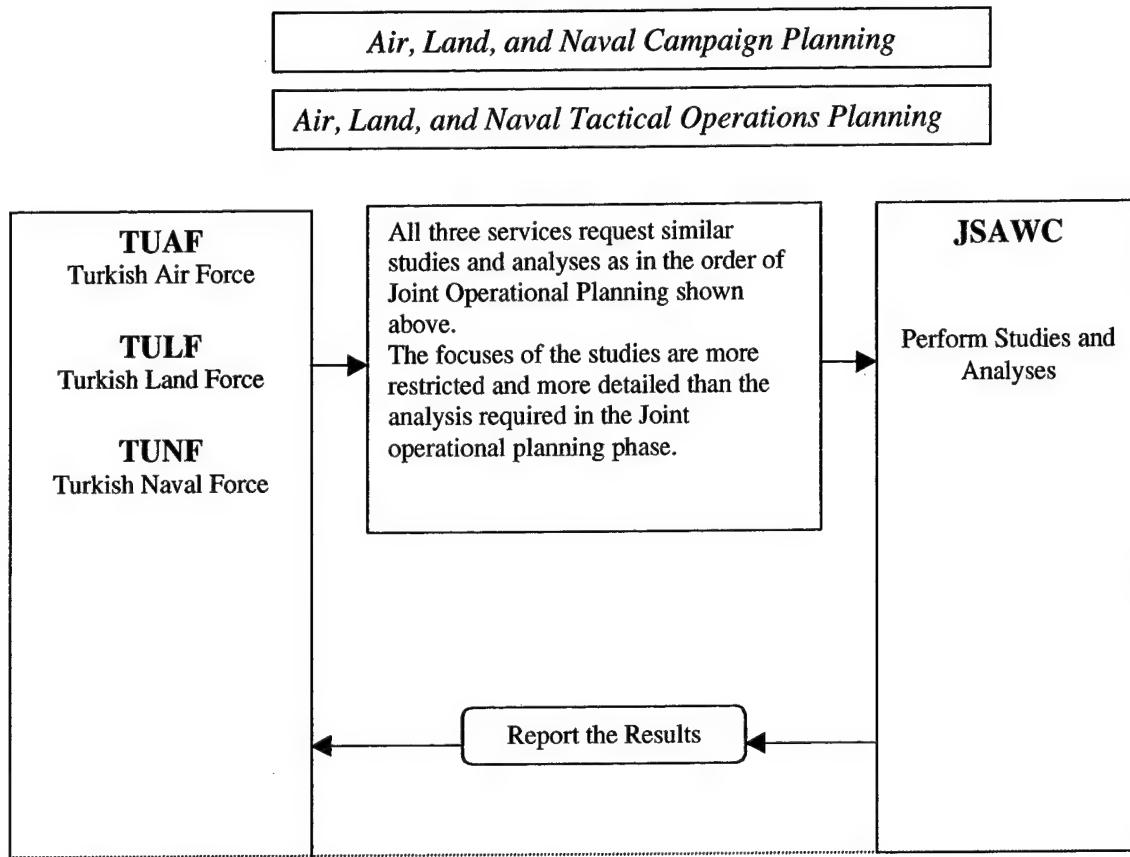 Air, Land, and Naval Campaign Planning
Air, Land, and Naval Tactical Operations Planning
TUAF
Turkish Air Force
TULF
Turkish Land Force
TUNF
Turkish Naval Force
All three services request similar
studies and analyses as in the order of
Joint Operational Planning shown
above.
The focuses of the studies are more
restricted and more detailed than the
analysis required in the Joint
operational planning phase.
JSAWC
Perform Studies and
Analyses
Report the Results